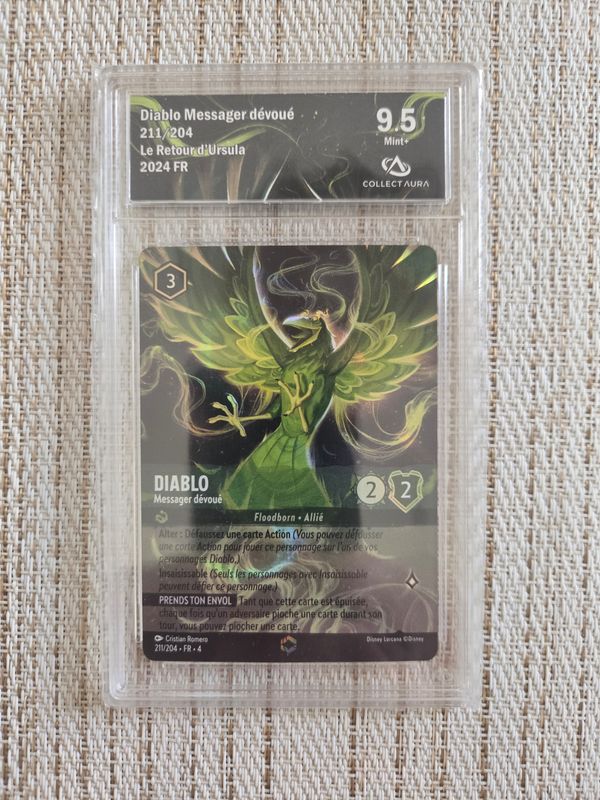 Diablo Messager dévoué
211/204
Le Retour d'Ursula
2024 FR
9.5
Mint+
COLLECT AURA
3
DIABLO
Messager dévoué
2
2
Floodborn • Allié
Alter : Défaussez une carte Action (Vous pouvez défausser
une carte Action pour jouer ce personnage sur l'un de vos
personnages Diablo.)
Insaisissable (Seuls les personnages avec Insaisissable
peuvent défier ce personnage.)
PRENDS TON ENVOL Tant que cette carte est épuisée,
chaque fois qu'un adversaire pioche une carte durant son
tour, vous pouvez piocher une carte.
Cristian Romero
211/204 • FR • 4
Disney Lorcana ©Disney